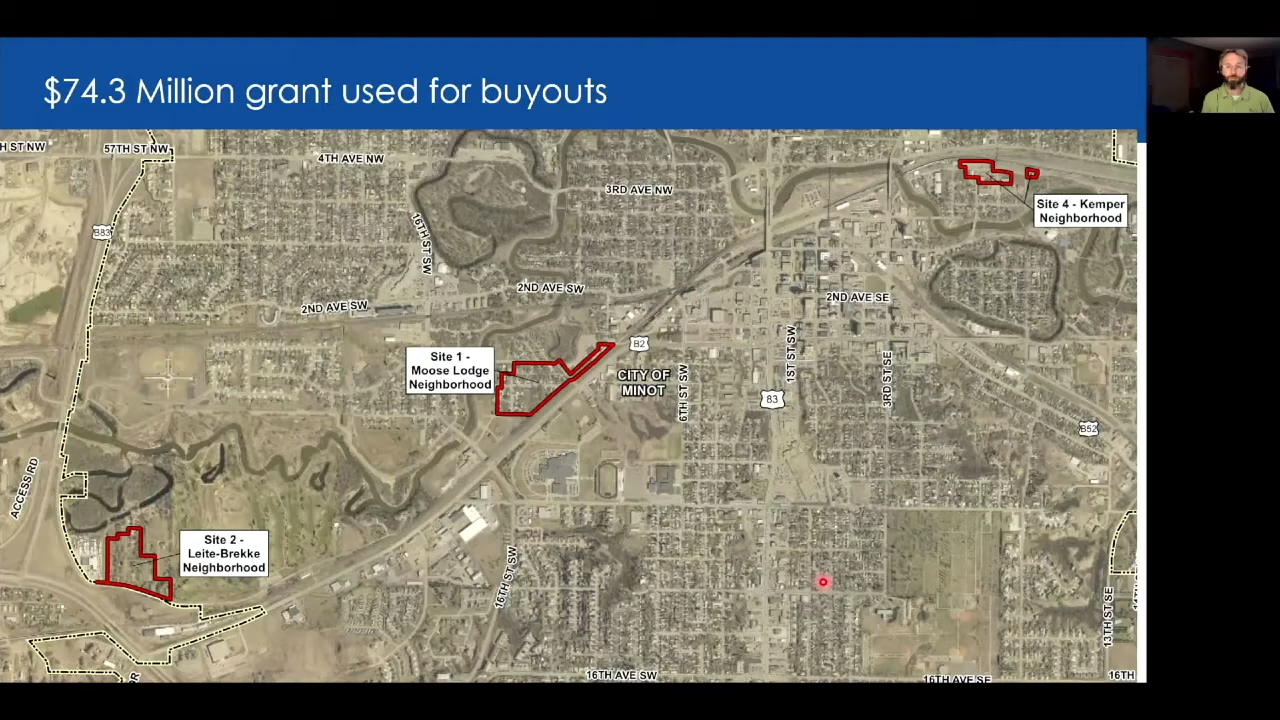 $74.3 Million grant used for buyouts
H ST NW
57TH ST NW
4TH AVE NW
3RD AVE NW
Site 4 - Kemper
Neighborhood
B83
16TH ST SW
2ND AVE SW
2ND AVE SW
2ND AVE SE
B2
Site 1 -
Moose Lodge
Neighborhood
CITY OF
MINOT
6TH ST SW
1ST ST SW
3RD ST SE
83
B52
ACCESS RD
Site 2 -
Leite-Brekke
Neighborhood
16TH ST SW
13TH ST SE
16TH AVE SW
16TH AVE SE
16TH